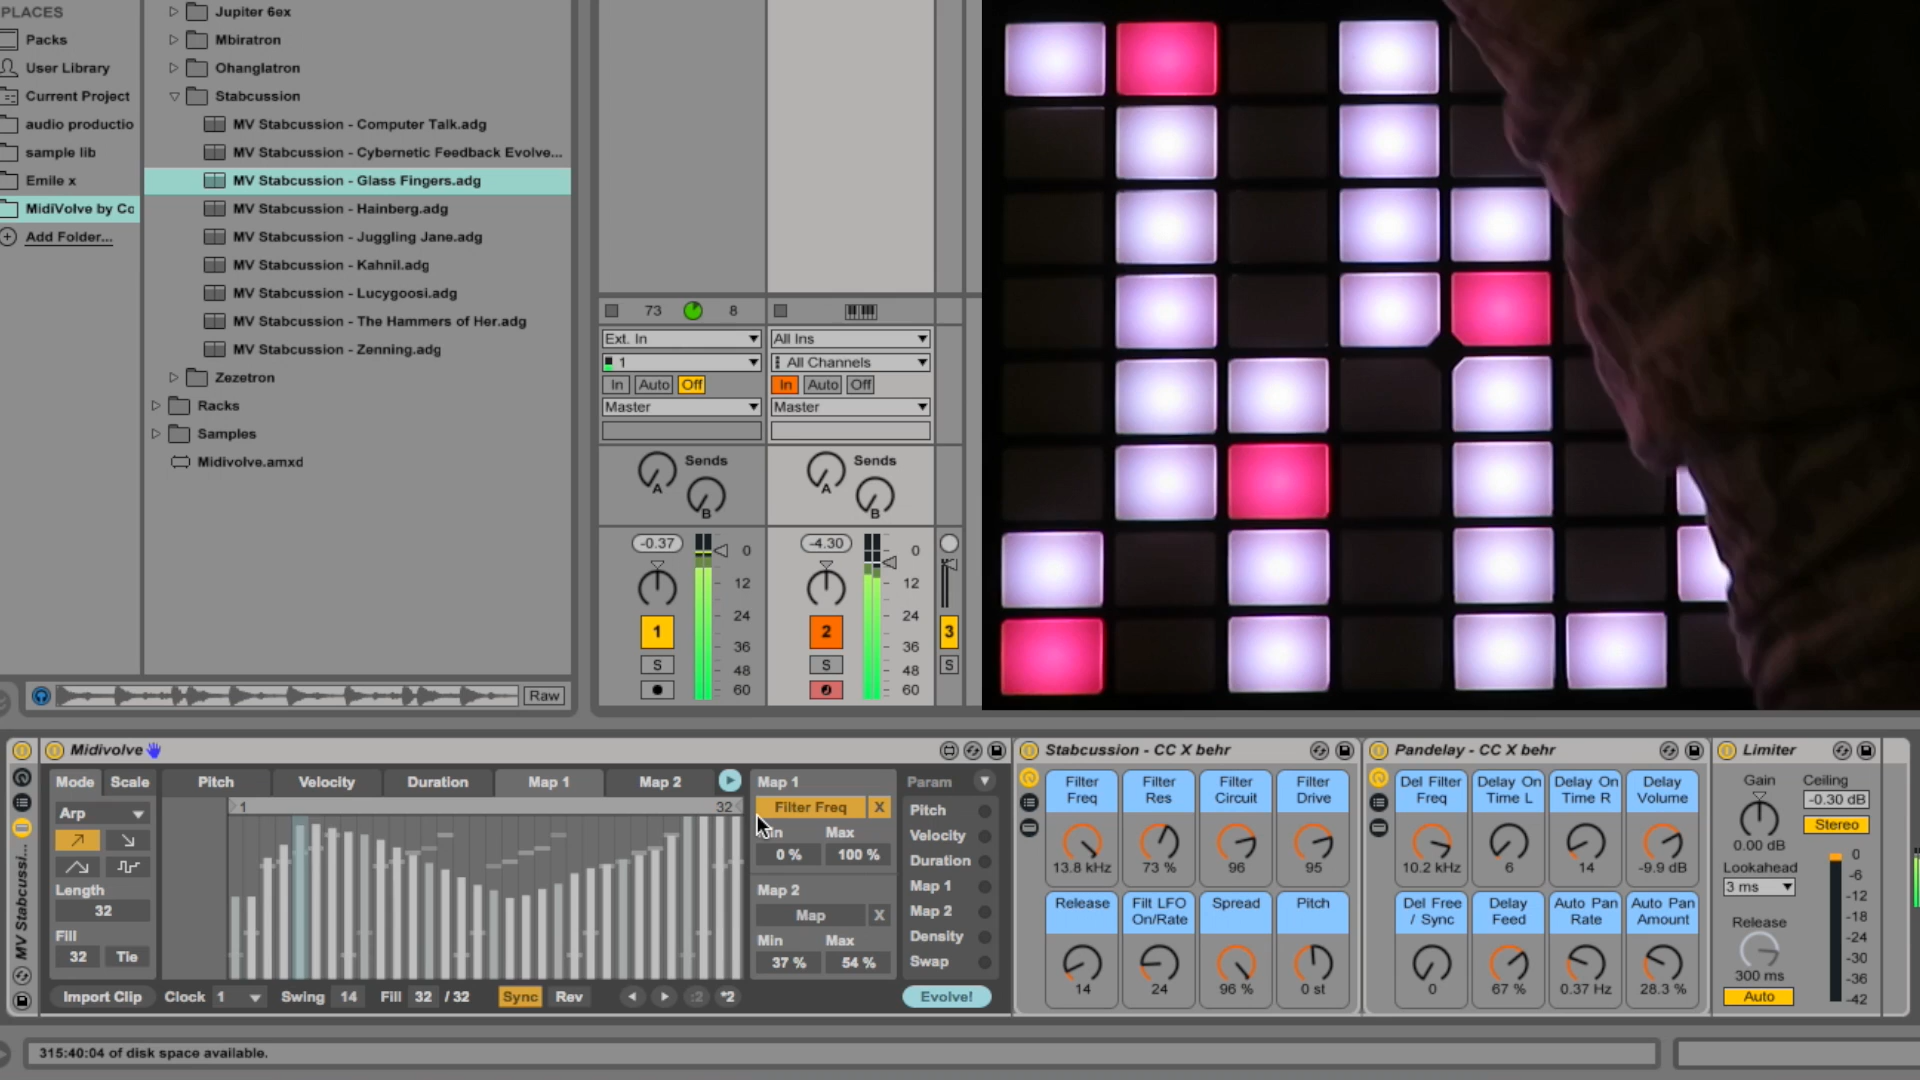 PLACES
Packs
User Library
Current Project
audio productio
sample lib
Emile x
MidiVolve by Cc
Add Folder...
Jupiter 6ex
Mbiratron
Ohanglatron
Stabcussion
MV Stabcussion - Computer Talk.adg
MV Stabcussion - Cybernetic Feedback Evolve...
MV Stabcussion - Glass Fingers.adg
MV Stabcussion - Hainberg.adg
MV Stabcussion - Juggling Jane.adg
MV Stabcussion - Kahnil.adg
MV Stabcussion - Lucygoosi.adg
MV Stabcussion - The Hammers of Her.adg
MV Stabcussion - Zenning.adg
Zezetron
Racks
Samples
Midivolve.amxd
Raw
73 8
Ext. In
1
In Auto Off
Master
Sends
A
B
-0.37
0
12
24
36
48
60
1
S
All Ins
All Channels
In Auto Off
Master
Sends
A
B
-4.30
0
12
24
36
48
60
2
S
3
S
MV Stabcussi...
Midivolve
Mode Scale
Arp
Length
32
Fill
32 Tie
Import Clip
Pitch Velocity Duration Map 1 Map 2
1 32
Clock 1 Swing 14 Fill 32 / 32 Sync Rev :2 *2
Map 1
Filter Freq X
Max
0 % 100 %
Map 2
Map X
Min Max
37 % 54 %
Param
Pitch
Velocity
Duration
Map 1
Map 2
Density
Swap
Evolve!
Stabcussion - CC X behr
Filter Freq
Filter Res
Filter Circuit
Filter Drive
13.8 kHz 73 % 96 95
Release
Filt LFO On/Rate
Spread
Pitch
14 24 96 % 0 st
Pandelay - CC X behr
Del Filter Freq
Delay On Time L
Delay On Time R
Delay Volume
10.2 kHz 6 14 -9.9 dB
Del Free / Sync
Delay Feed
Auto Pan Rate
Auto Pan Amount
0 67 % 0.37 Hz 28.3 %
Limiter
Gain
0.00 dB
Lookahead
3 ms
Release
300 ms
Auto
Ceiling
-0.30 dB
Stereo
0
-6
-12
-18
-24
-30
-36
-42
315:40:04 of disk space available.